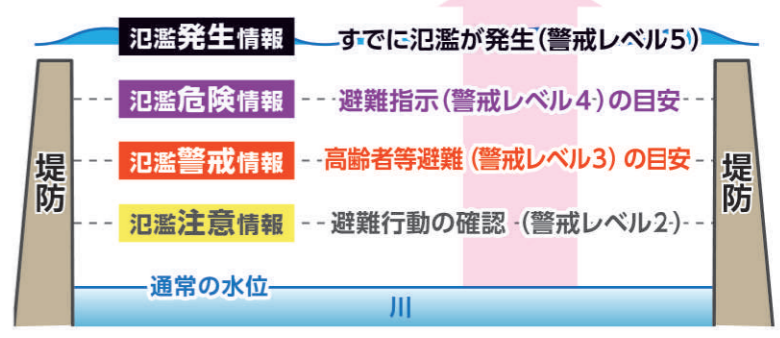 氾濫発生情報 すでに氾濫が発生(警戒レベル5)
氾濫危険情報 避難指示(警戒レベル4)の目安
氾濫警戒情報 高齢者等避難(警戒レベル3)の目安
氾濫注意情報 避難行動の確認(警戒レベル2)
堤防
堤防
通常の水位
川